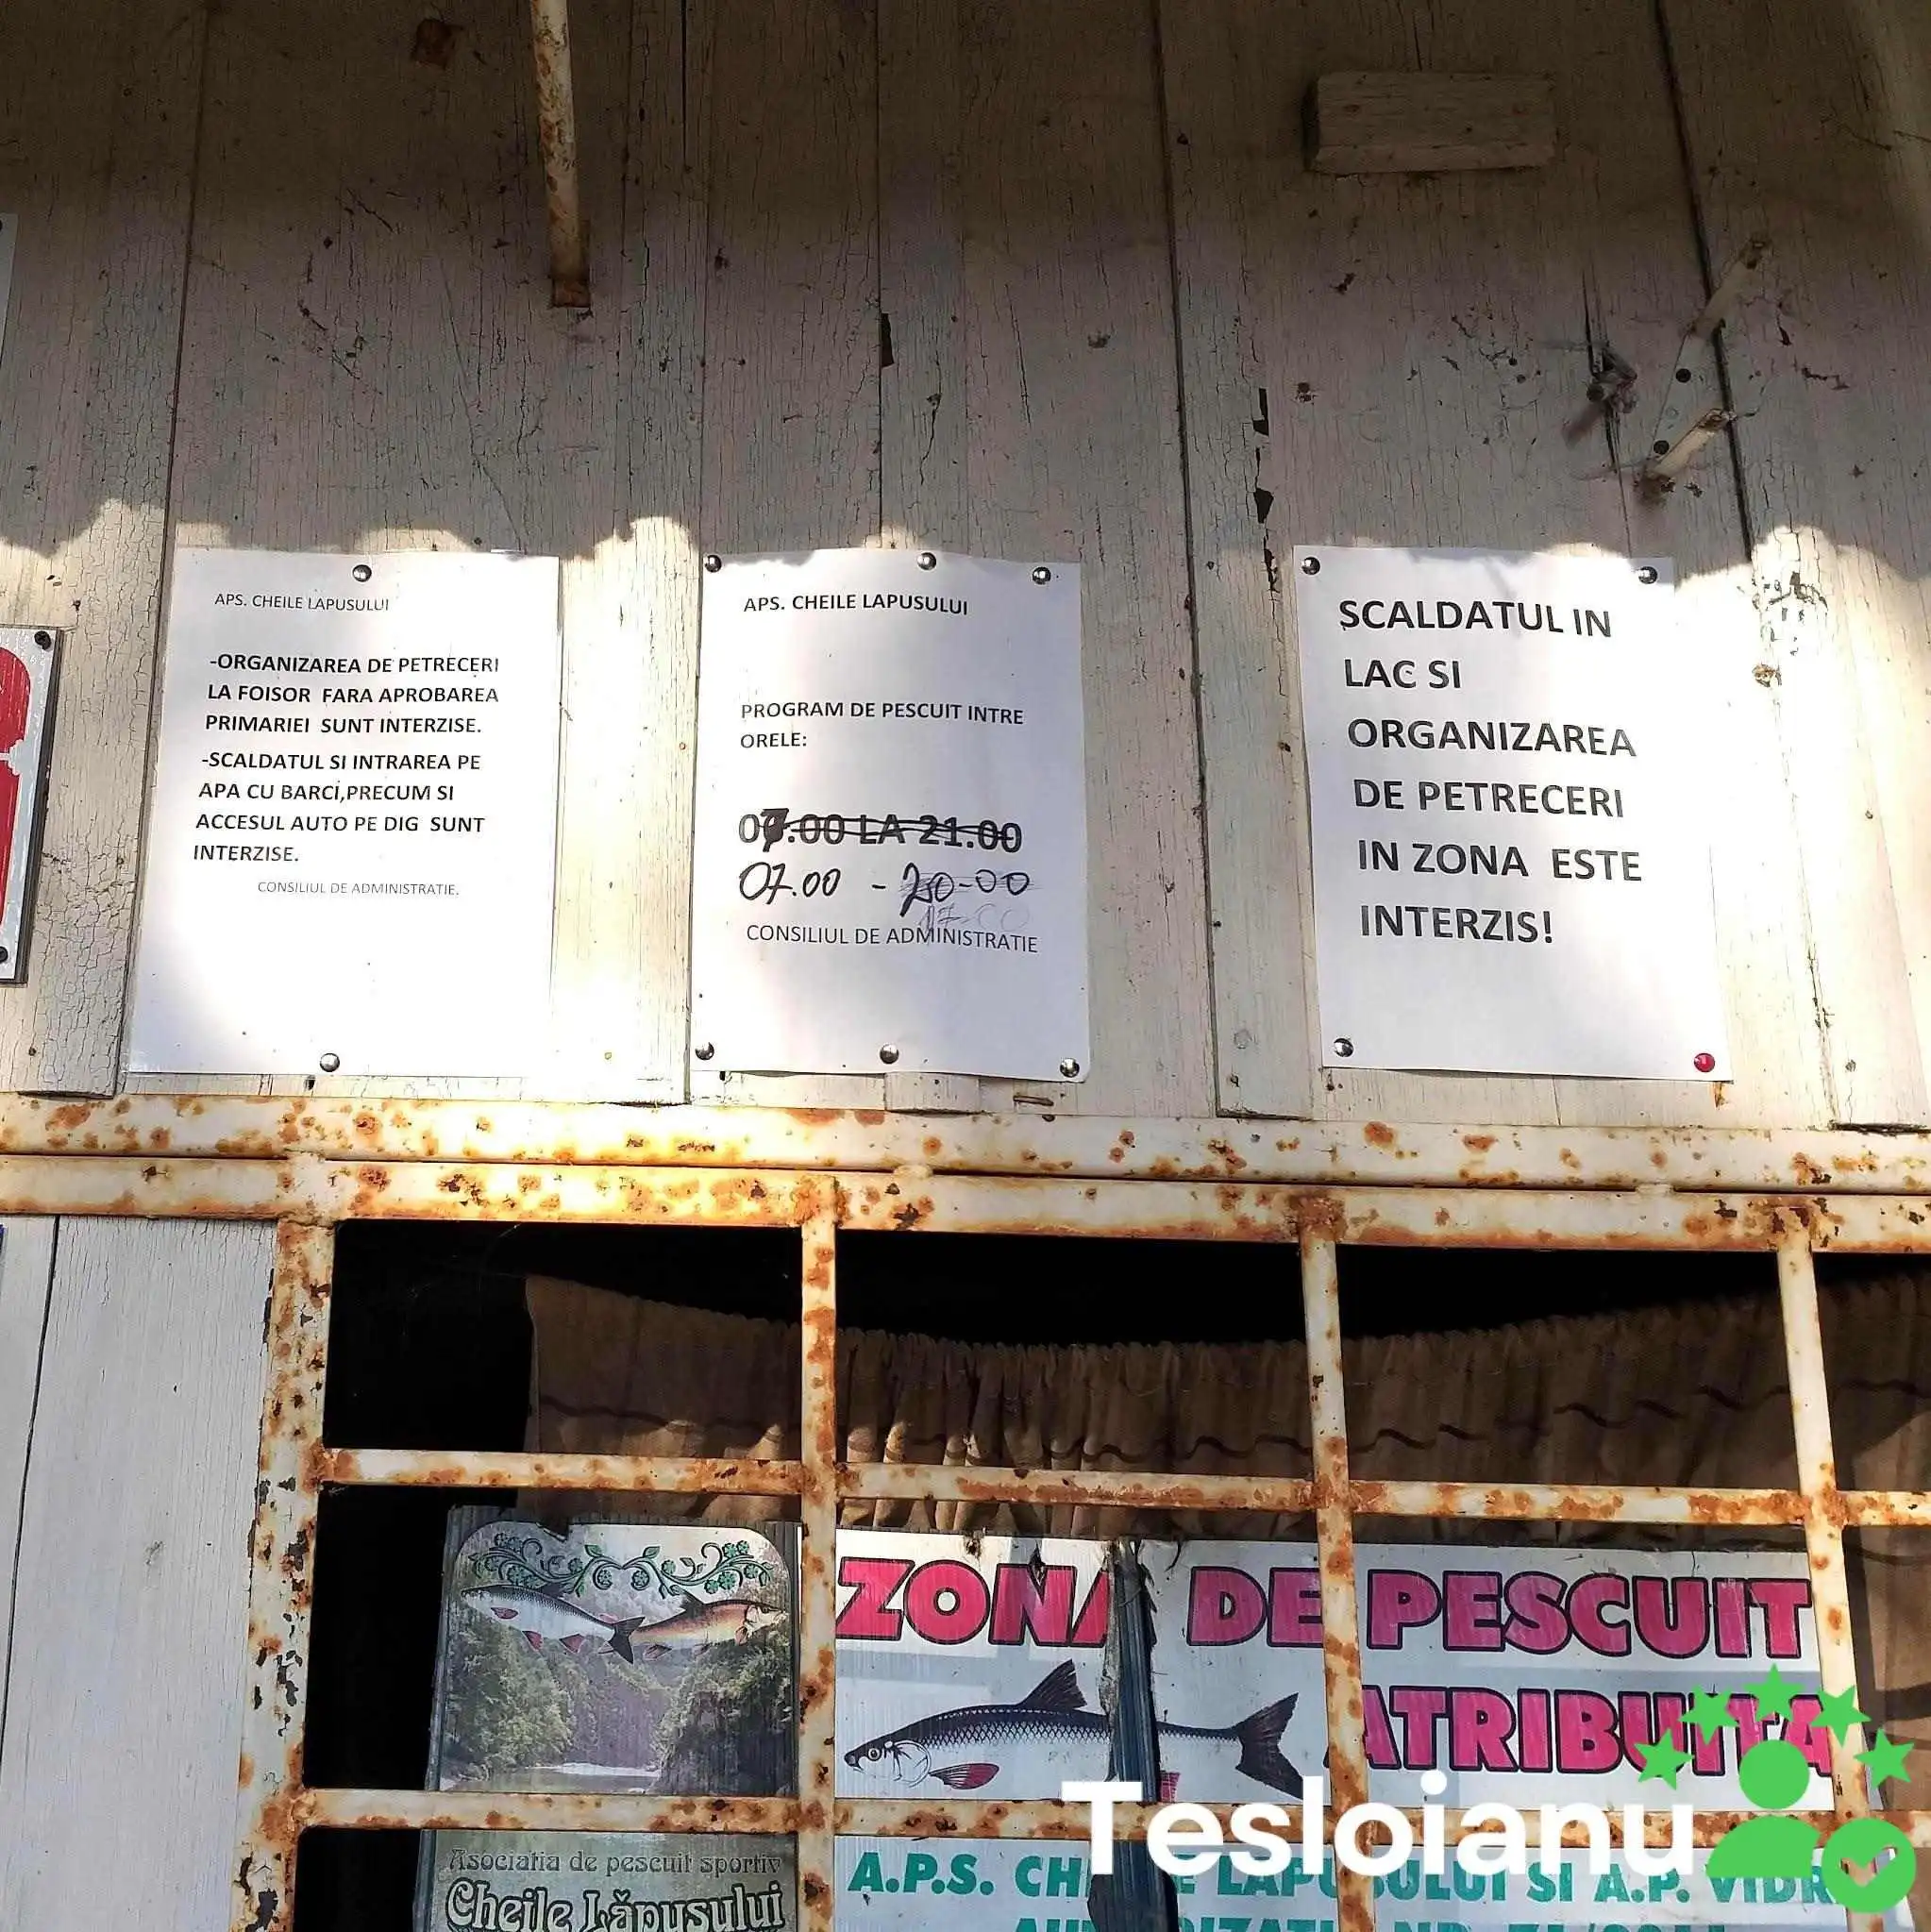 APS. CHEILE LAPUSULUI
-ORGANIZAREA DE PETRECERI
LA FOISOR FARA APROBAREA
PRIMARIEI SUNT INTERZISE.
-SCALDATUL SI INTRAREA PE
APA CU BARCI,PRECUM SI
ACCESUL AUTO PE DIG SUNT
INTERZISE.
CONSILIUL DE ADMINISTRATIE.
APS. CHEILE LAPUSULUI
PROGRAM DE PESCUIT INTRE
ORELE:
07.00 LA 21.00
07.00 - 20-00
CONSILIUL DE ADMINISTRATIE
SCALDATUL IN
LAC SI
ORGANIZAREA
DE PETRECERI
IN ZONA ESTE
INTERZIS!
ZONA DE PESCUIT
ATRIBUITA
Asociatia de pescuit sportiv
Cheile Lăpusului
A.P.S. CHEILE LAPUSULUI SI A.P.
Tesloianu